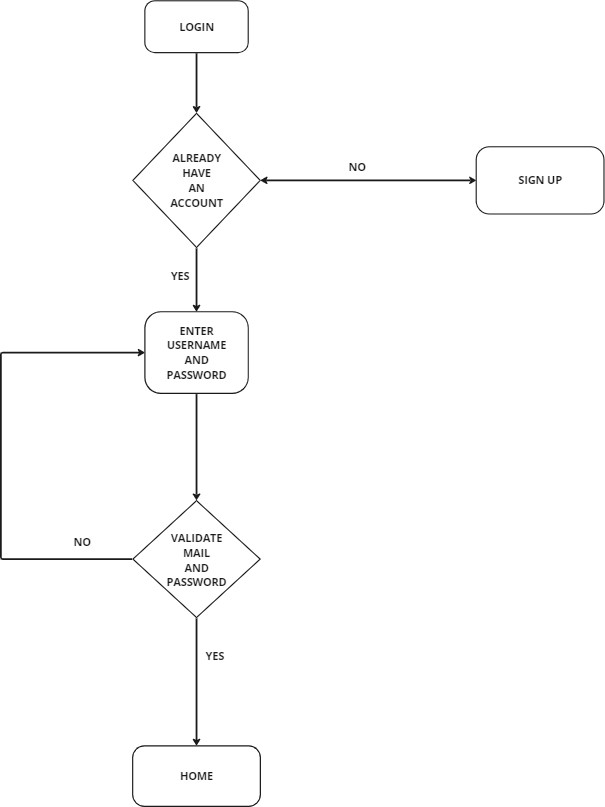 LOGIN
ALREADY
HAVE
AN
ACCOUNT
NO
SIGN UP
YES
ENTER
USERNAME
AND
PASSWORD
NO
VALIDATE
MAIL
AND
PASSWORD
YES
HOME